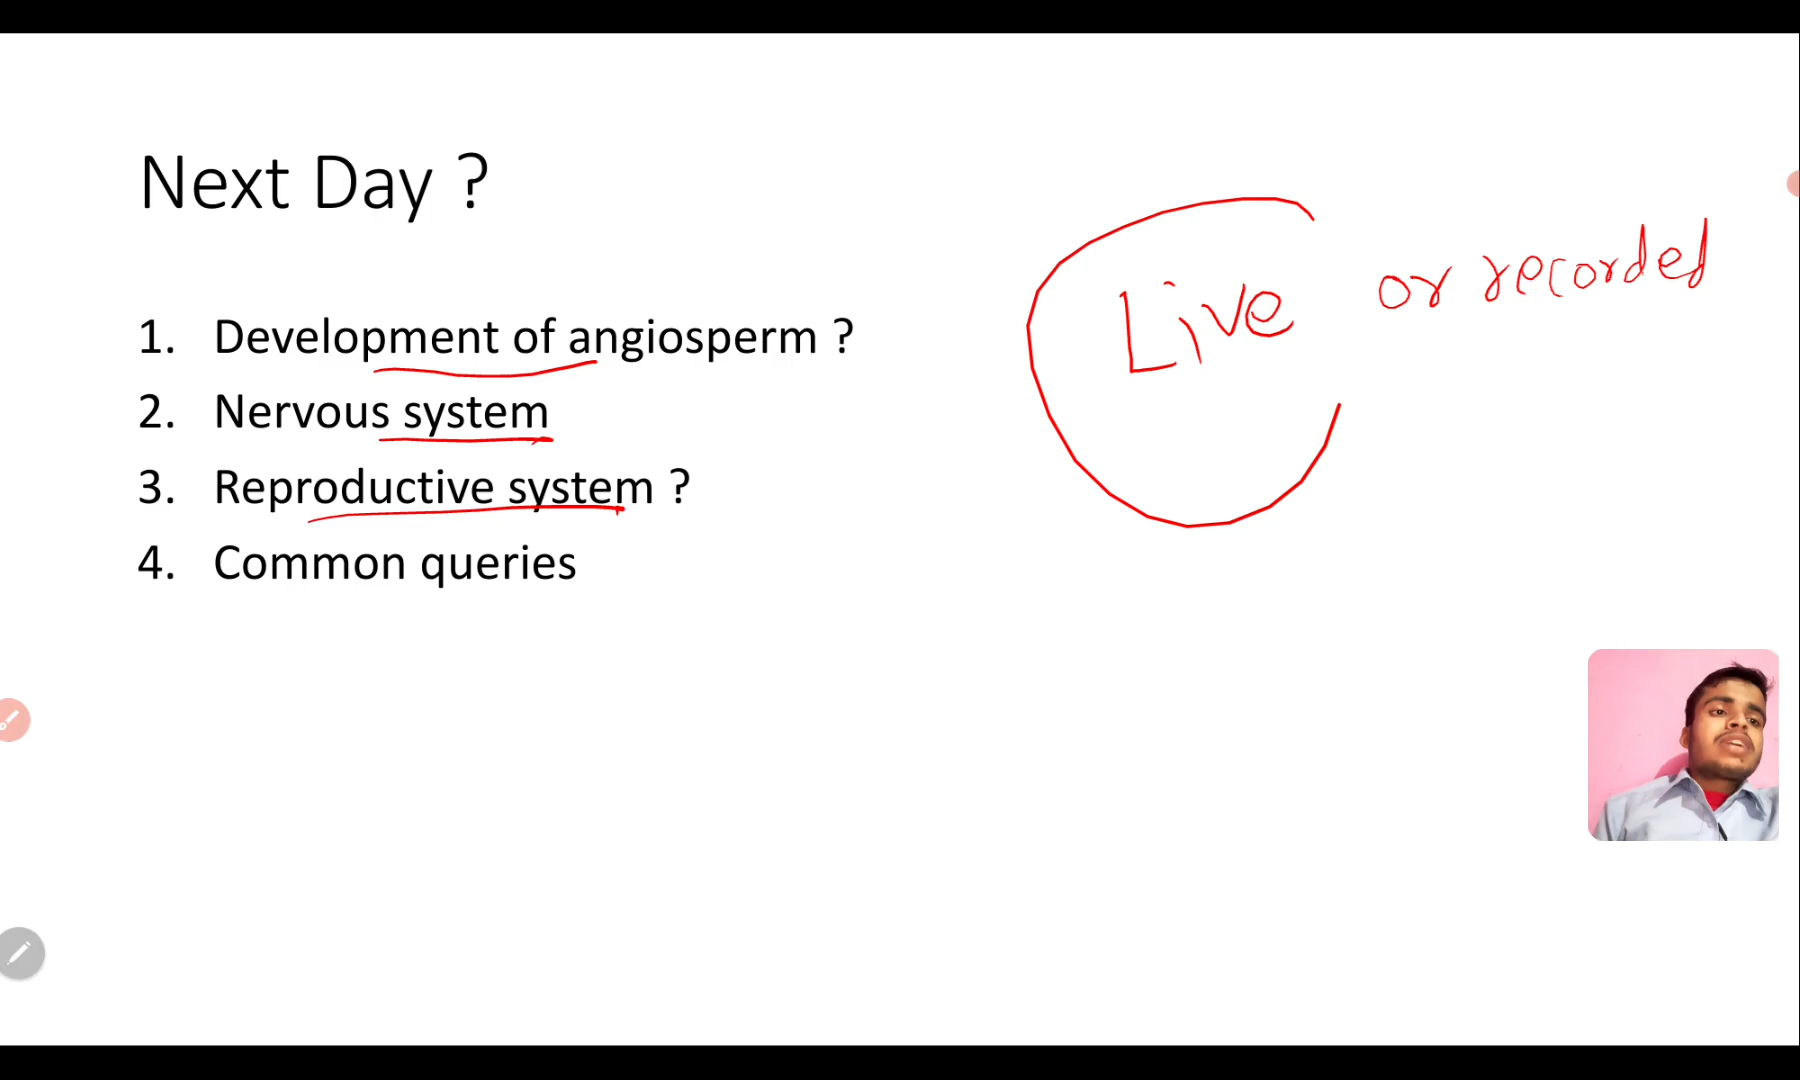 Next Day ?
1. Development of angiosperm ?
2. Nervous system
3. Reproductive system ?
4. Common queries
Live or recorded